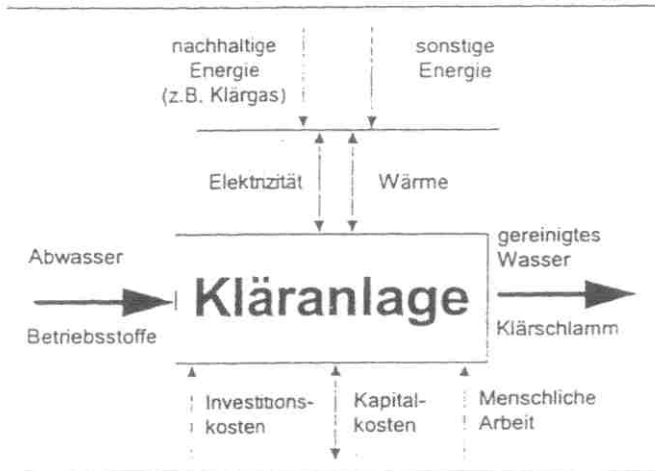 nachhaltige
Energie
(z.B. Klärgas)
sonstige
Energie
Elektrizität
Wärme
Abwasser
Betriebsstoffe
Kläranlage
gereinigtes
Wasser
Klärschlamm
Investitions-
kosten
Kapital-
kosten
Menschliche
Arbeit